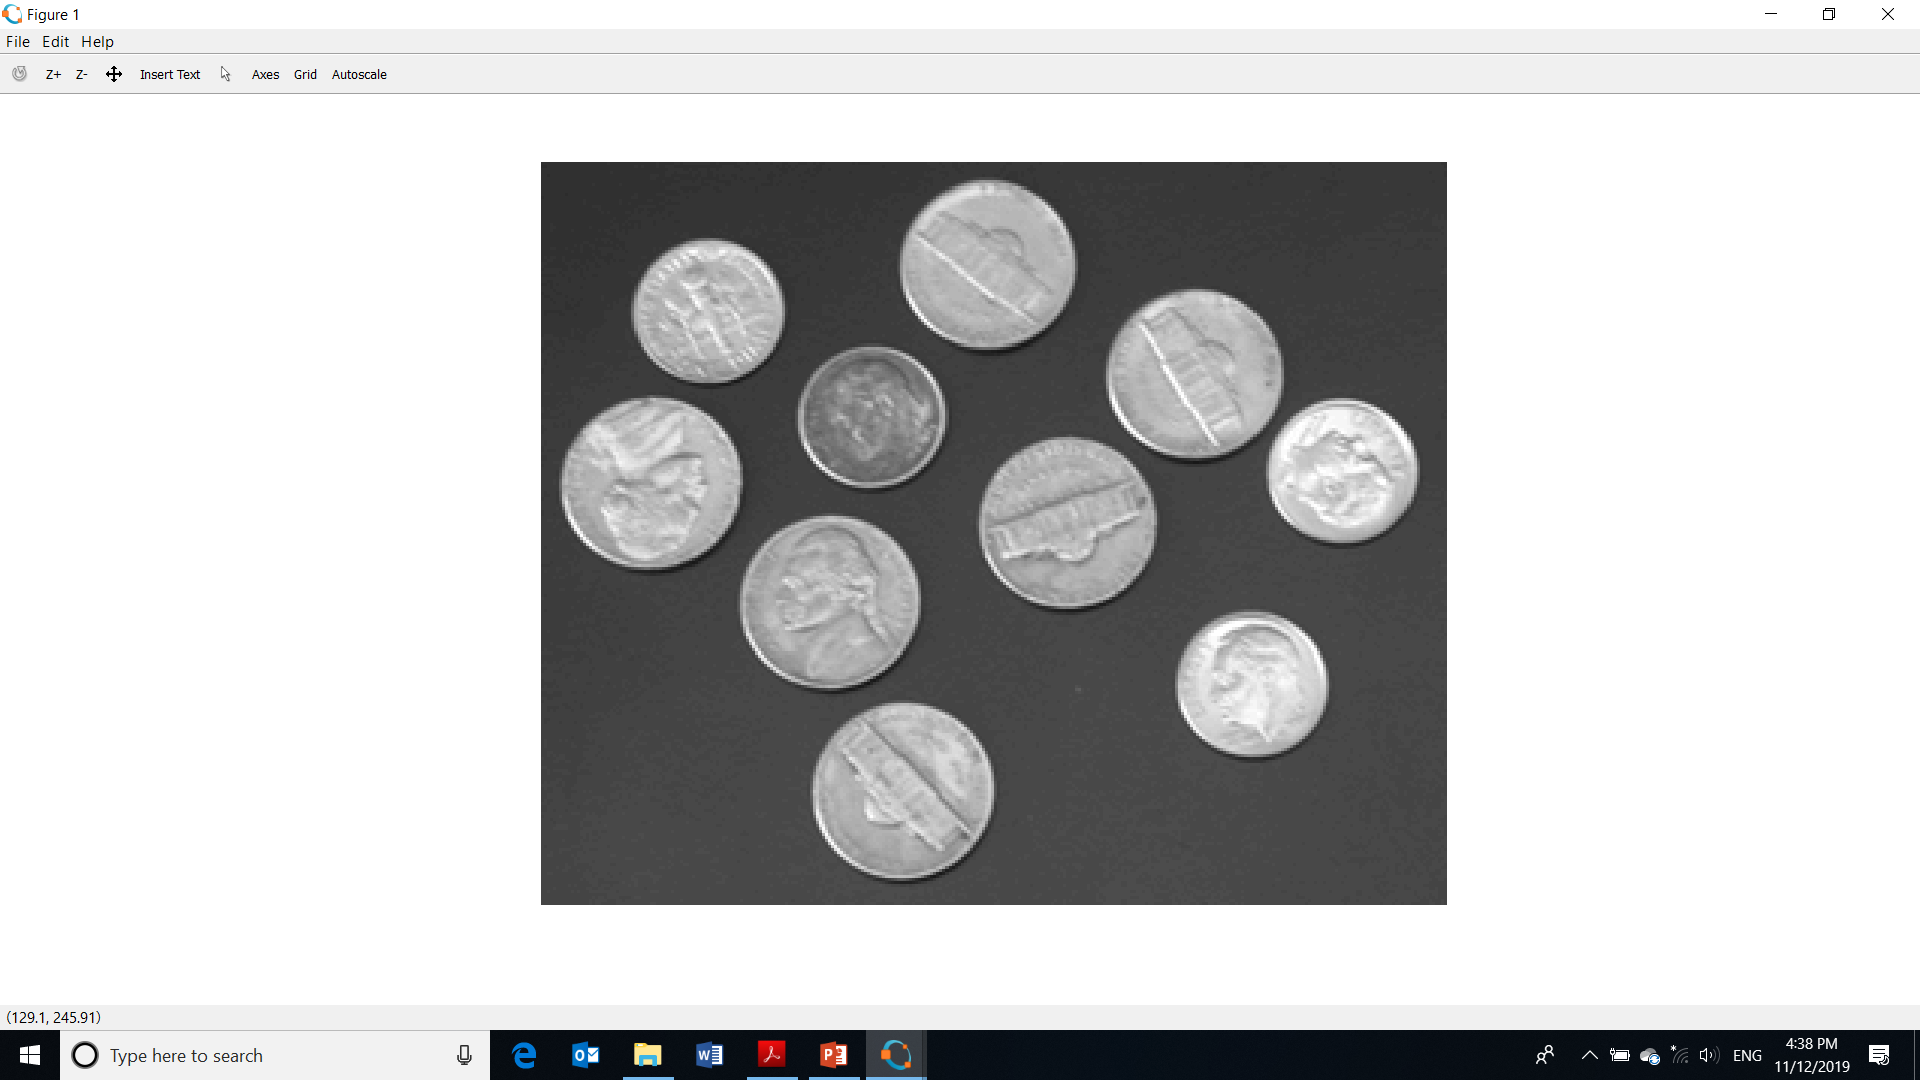 Figure 1
File Edit Help
Z+ Z- Insert Text Axes Grid Autoscale
(129.1, 245.91)
Type here to search
ENG
4:38 PM
11/12/2019